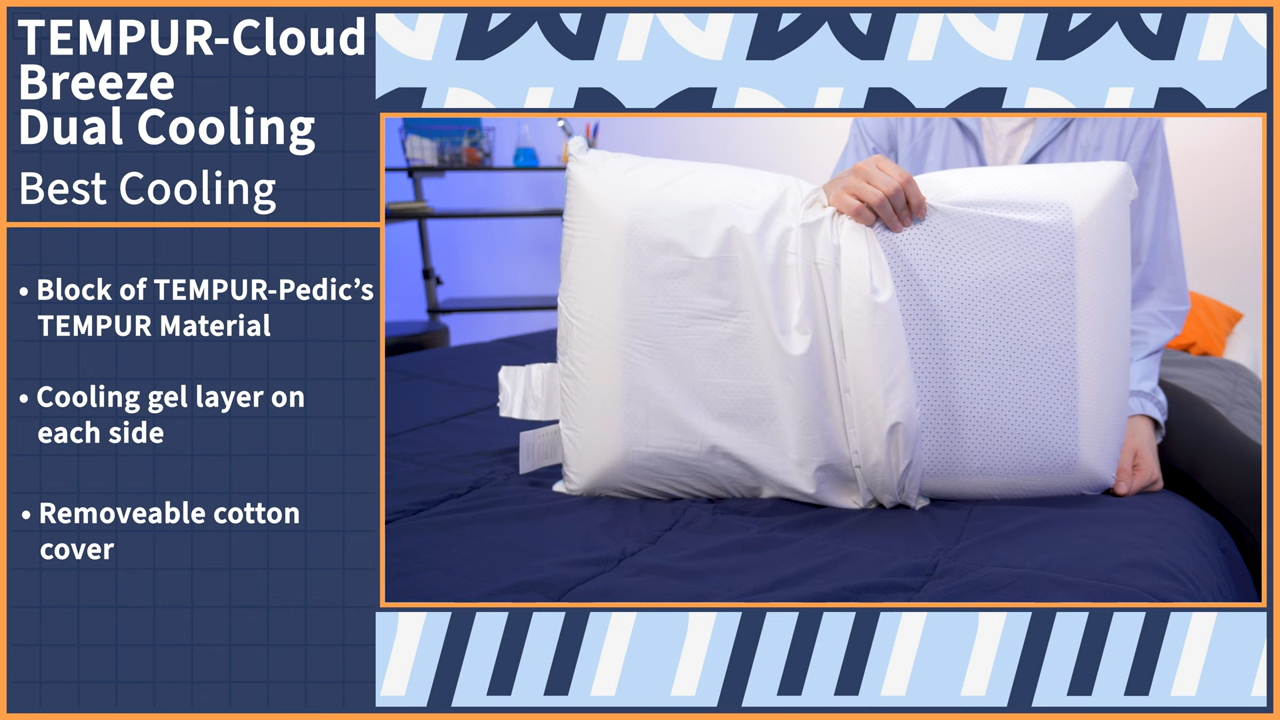 TEMPUR-Cloud
Breeze
Dual Cooling
Best Cooling
• Block of TEMPUR-Pedic’s
TEMPUR Material
• Cooling gel layer on
each side
• Removeable cotton
cover